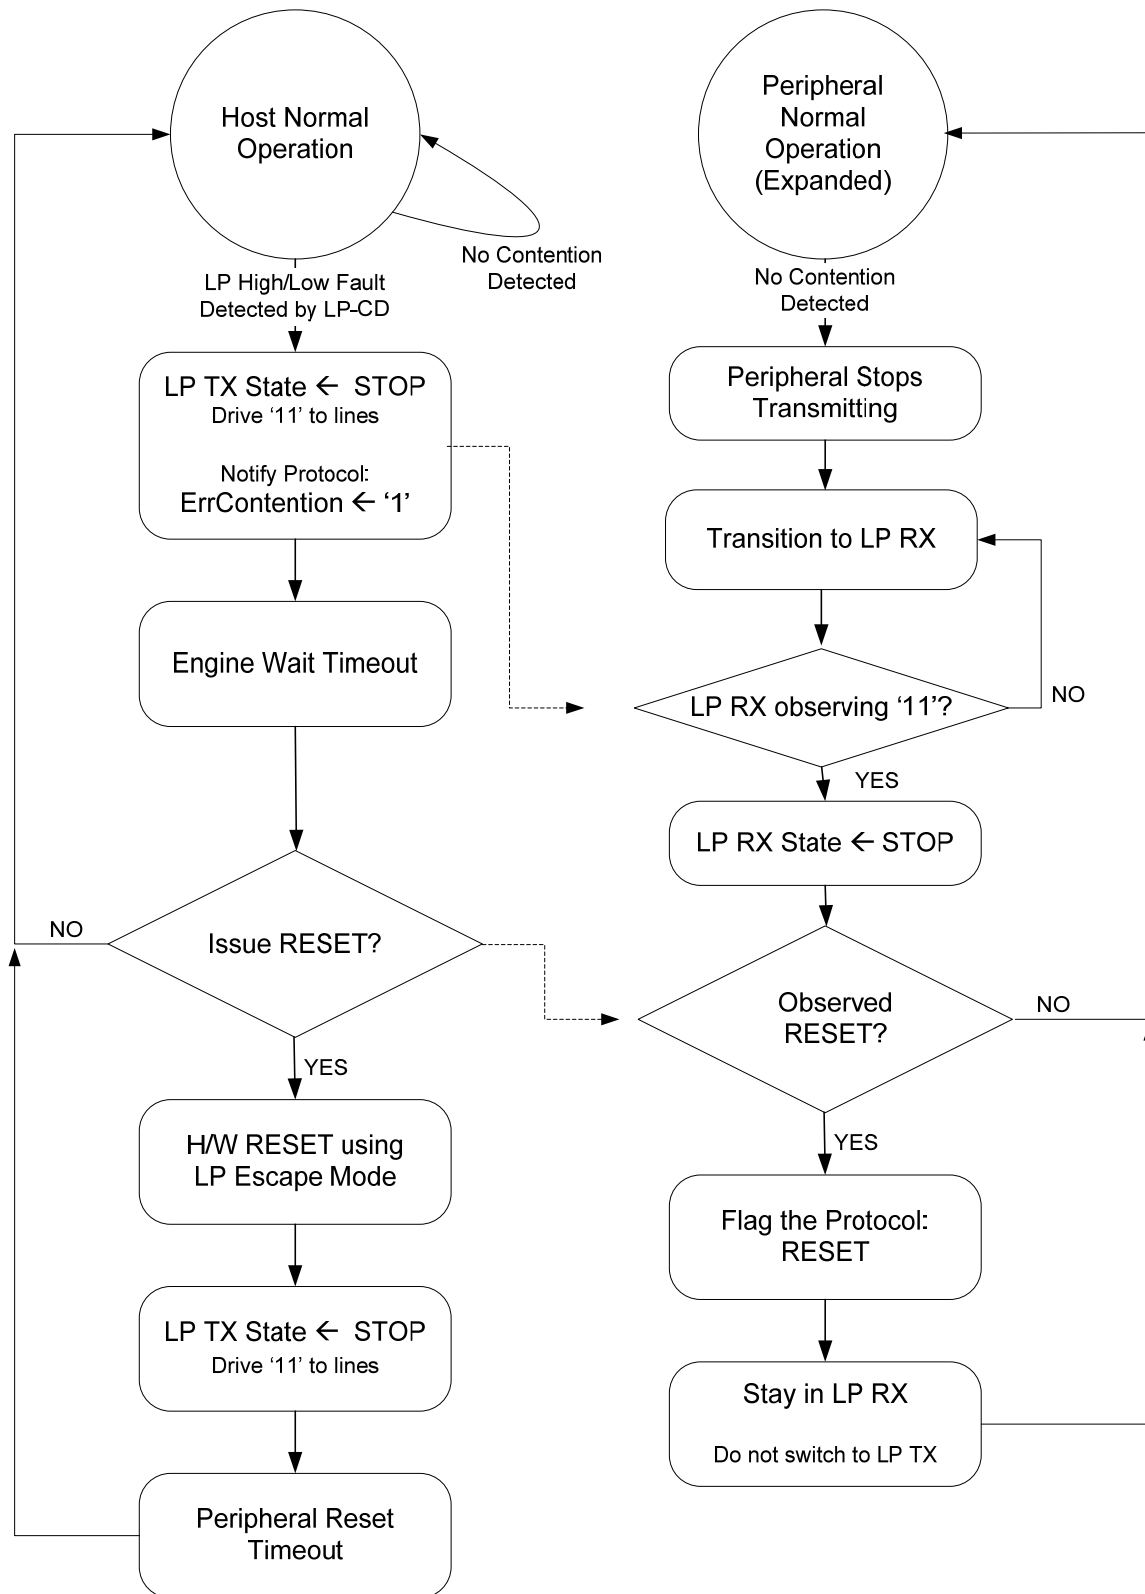 Host Normal
Operation
No Contention
Detected
LP High/Low Fault
Detected by LP-CD
LP TX State ← STOP
Drive ‘11’ to lines
Notify Protocol:
ErrContention ← ‘1’
Engine Wait Timeout
Issue RESET?
NO
YES
H/W RESET using
LP Escape Mode
LP TX State ← STOP
Drive ‘11’ to lines
Peripheral Reset
Timeout
Peripheral
Normal
Operation
(Expanded)
No Contention
Detected
Peripheral Stops
Transmitting
Transition to LP RX
LP RX observing ‘11’?
NO
YES
LP RX State ← STOP
Observed
RESET?
NO
YES
Flag the Protocol:
RESET
Stay in LP RX
Do not switch to LP TX